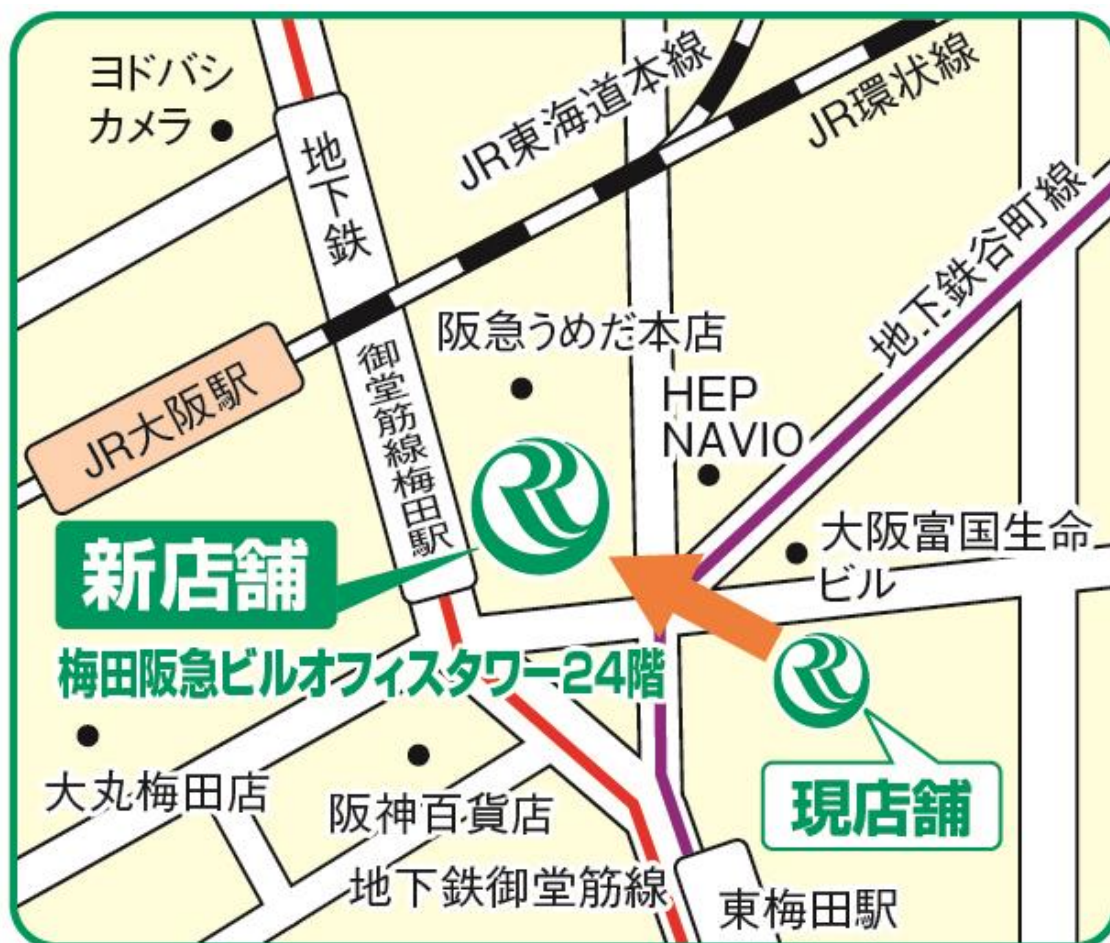 ヨドバシ
カメラ
地下鉄
御堂筋線梅田駅
JR東海道本線
JR環状線
地下鉄谷町線
JR大阪駅
阪急うめだ本店
HEP
NAVIO
大阪富国生命
ビル
新店舗
梅田阪急ビルオフィスタワー24階
現店舗
大丸梅田店
阪神百貨店
地下鉄御堂筋線
東梅田駅